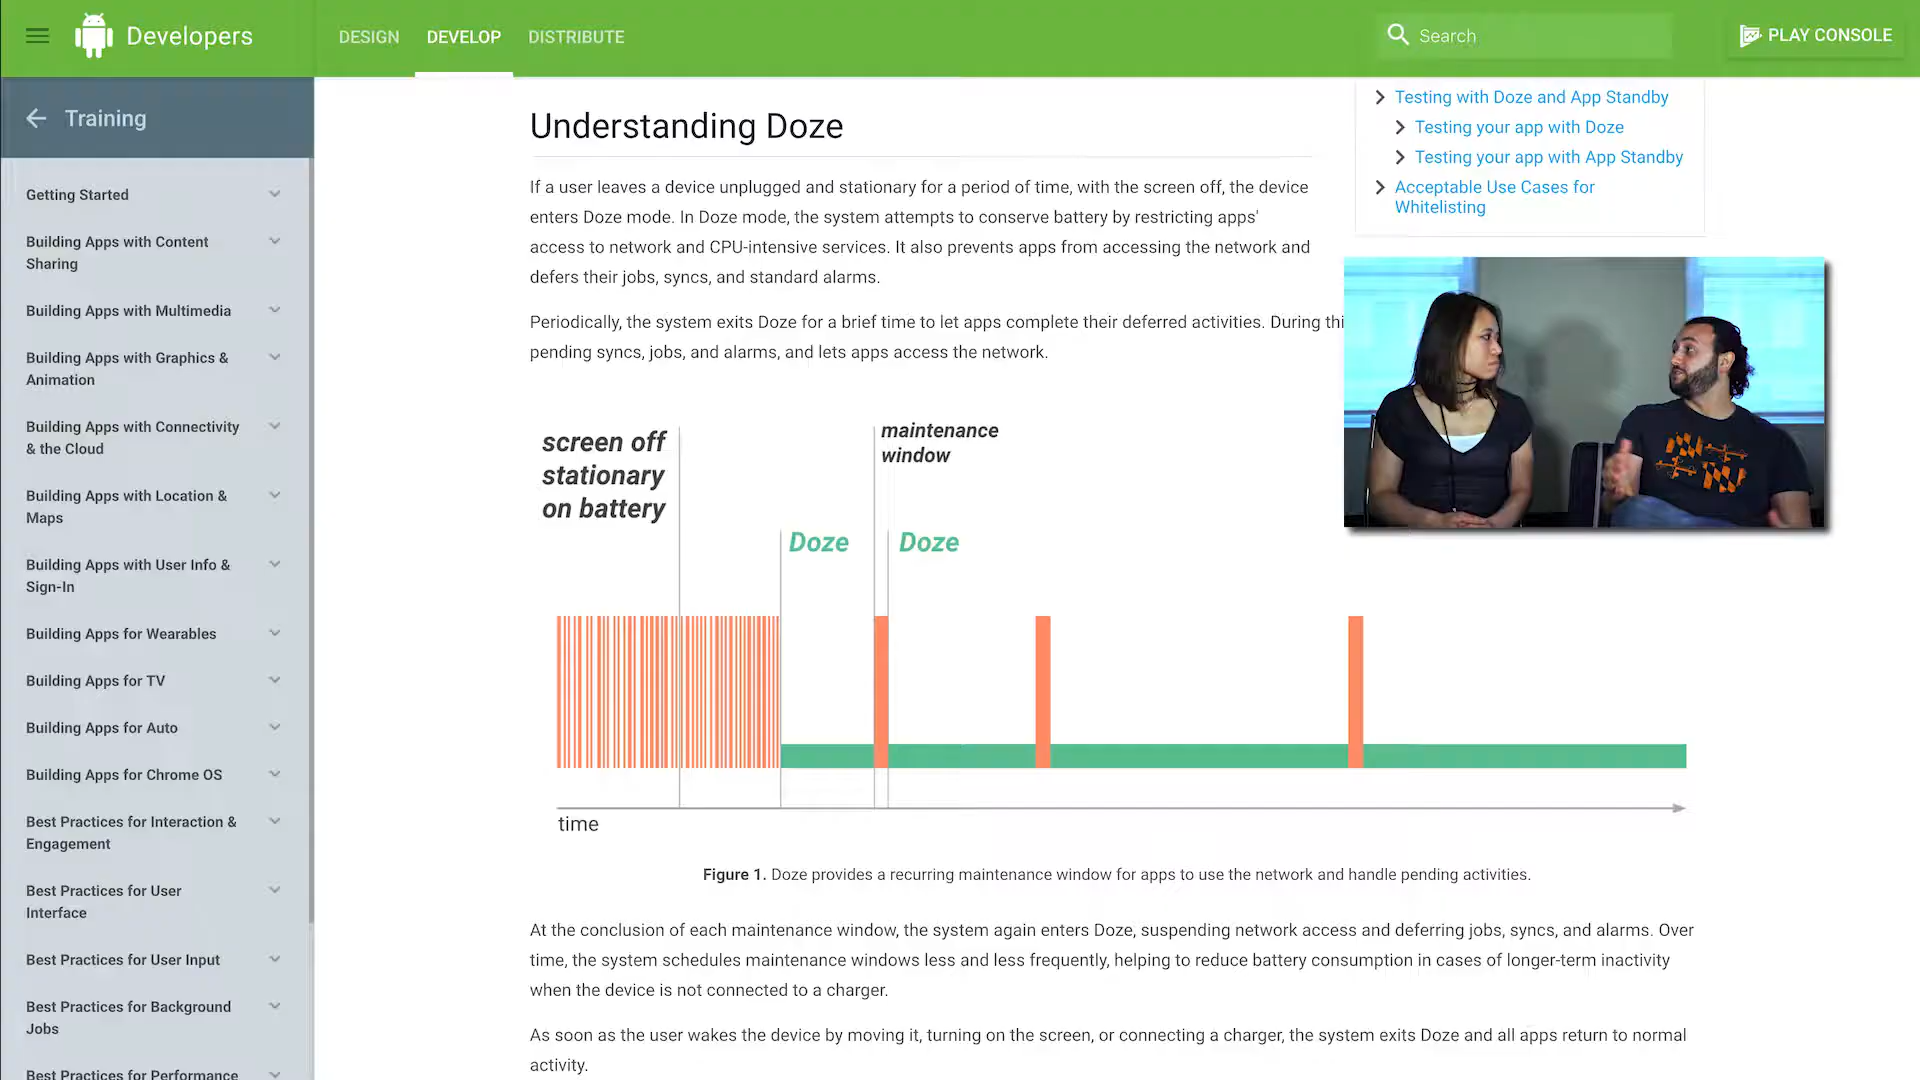 Developers
DESIGN
DEVELOP
DISTRIBUTE
Search
PLAY CONSOLE
Training
Getting Started
Building Apps with Content
Sharing
Building Apps with Multimedia
Building Apps with Graphics &
Animation
Building Apps with Connectivity
& the Cloud
Building Apps with Location &
Maps
Building Apps with User Info &
Sign-In
Building Apps for Wearables
Building Apps for TV
Building Apps for Auto
Building Apps for Chrome OS
Best Practices for Interaction &
Engagement
Best Practices for User
Interface
Best Practices for User Input
Best Practices for Background
Jobs
Best Practices for Performance
Understanding Doze
If a user leaves a device unplugged and stationary for a period of time, with the screen off, the device
enters Doze mode. In Doze mode, the system attempts to conserve battery by restricting apps'
access to network and CPU-intensive services. It also prevents apps from accessing the network and
defers their jobs, syncs, and standard alarms.
Periodically, the system exits Doze for a brief time to let apps complete their deferred activities. During thi
pending syncs, jobs, and alarms, and lets apps access the network.
Testing with Doze and App Standby
Testing your app with Doze
Testing your app with App Standby
Acceptable Use Cases for
Whitelisting
screen off
stationary
on battery
maintenance
window
Doze
Doze
time
Figure 1. Doze provides a recurring maintenance window for apps to use the network and handle pending activities.
At the conclusion of each maintenance window, the system again enters Doze, suspending network access and deferring jobs, syncs, and alarms. Over
time, the system schedules maintenance windows less and less frequently, helping to reduce battery consumption in cases of longer-term inactivity
when the device is not connected to a charger.
As soon as the user wakes the device by moving it, turning on the screen, or connecting a charger, the system exits Doze and all apps return to normal
activity.